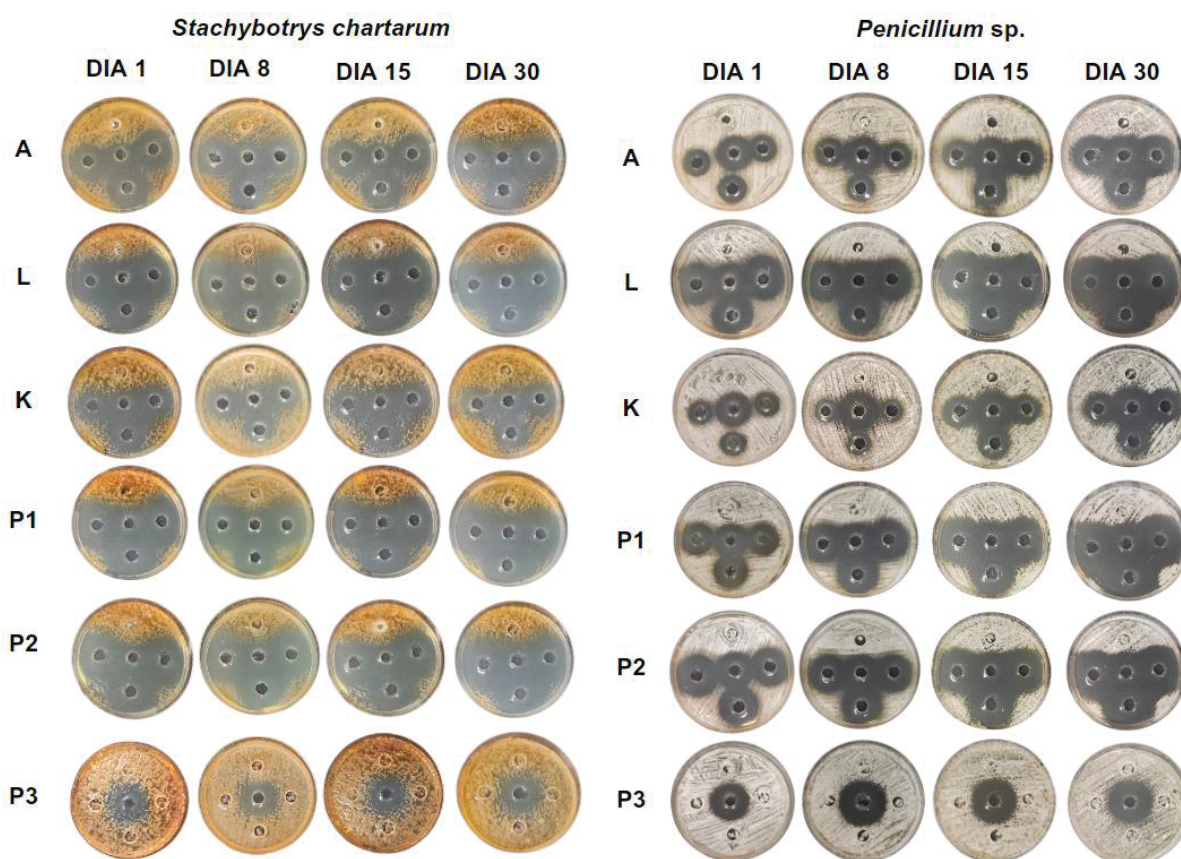 Stachybotrys chartarum
DIA 1 DIA 8 DIA 15 DIA 30
A
L
K
P1
P2
P3
Penicillium sp.
DIA 1 DIA 8 DIA 15 DIA 30
A
L
K
P1
P2
P3